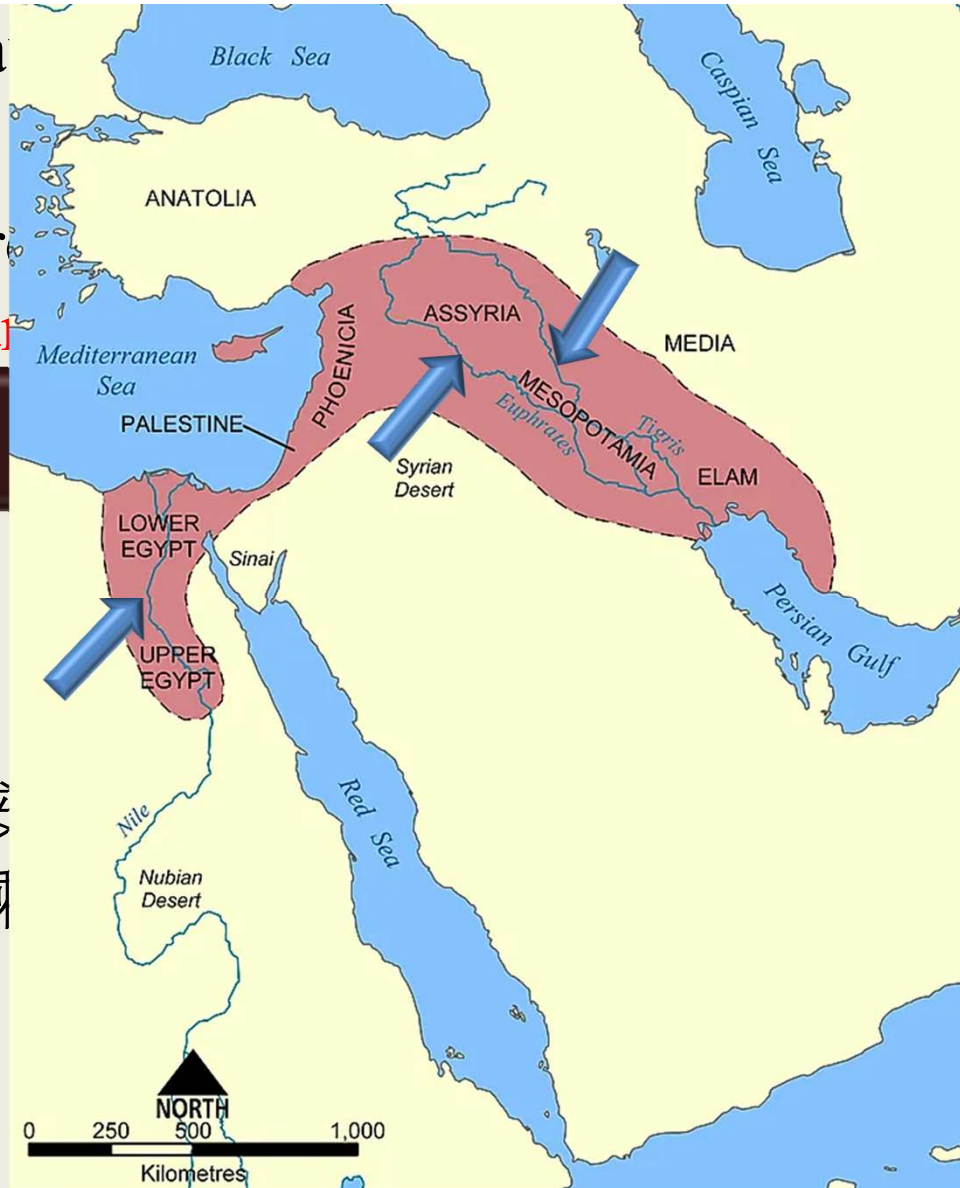 Black Sea
Caspian
Sea
ANATOLIA
ASSYRIA
MEDIA
Mediterranean
Sea
PHOENICIA
MESOPOTAMIA
Euphrates
Tigris
PALESTINE
ELAM
Syrian
Desert
LOWER
EGYPT
Sinai
Persian Gulf
UPPER
EGYPT
Red Sea
Nile
Nubian
Desert
NORTH
0 250 500 1,000
Kilometres